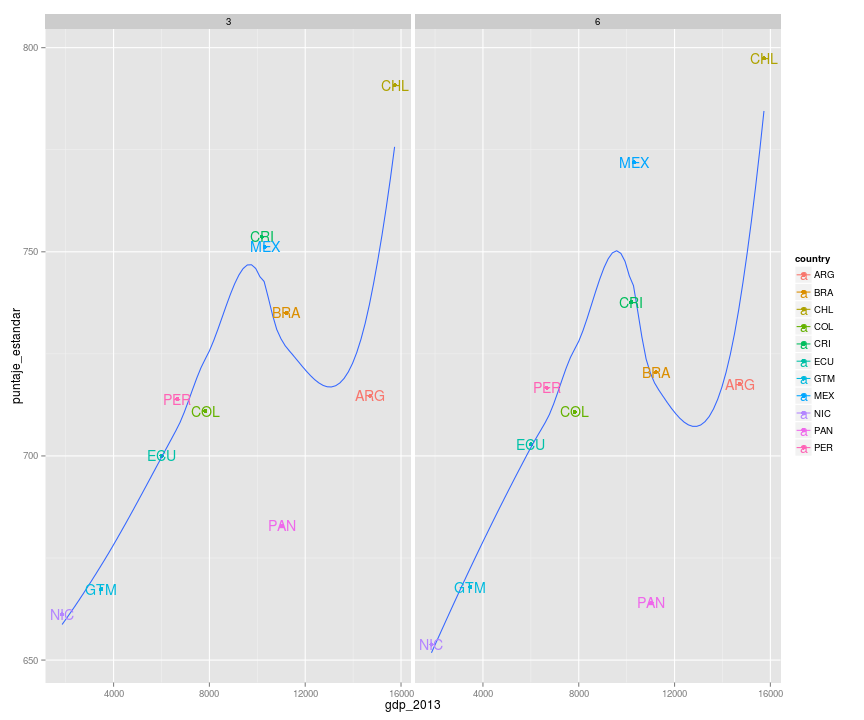 3
6
800
750
700
650
puntaje_estandar
CHL
CRI
MEX
BRA
PER
COL
ARG
ECU
PAN
GTM
NIC
CHL
MEX
CRI
BRA
PER
ARG
COL
ECU
PAN
GTM
NIC
4000 8000 12000 16000
4000 8000 12000 16000
gdp_2013
country
a ARG
a BRA
a CHL
a COL
a CRI
a ECU
a GTM
a MEX
a NIC
a PAN
a PER